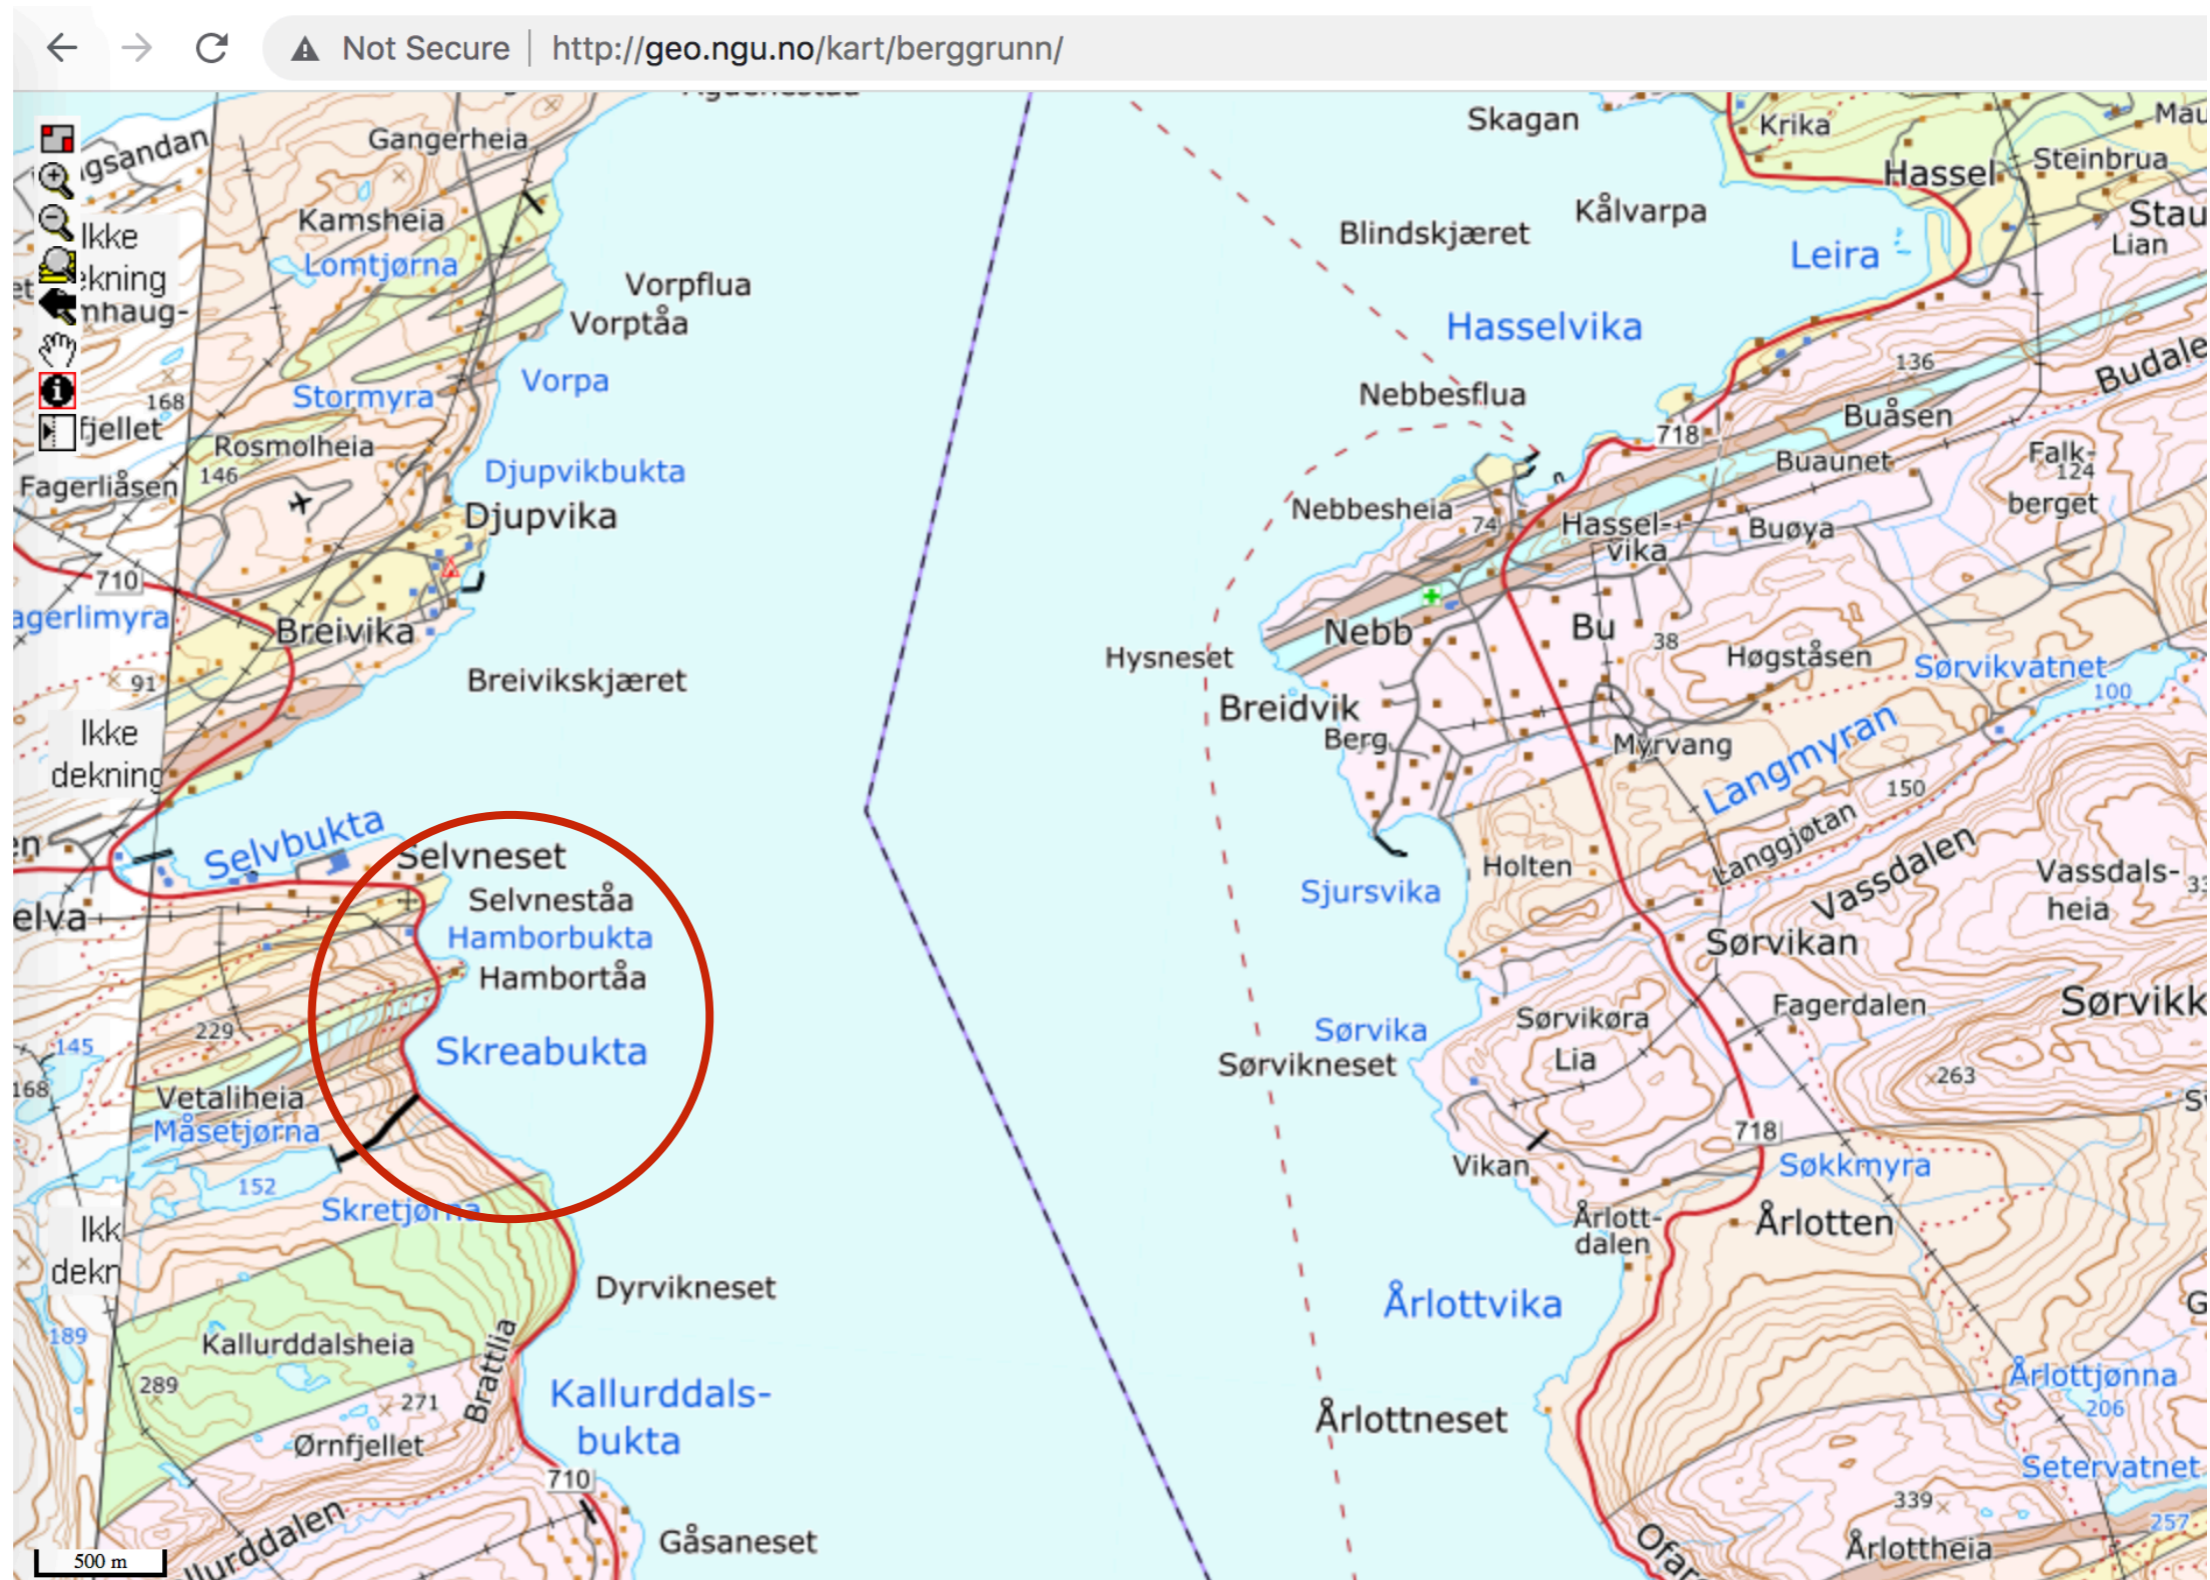 Not Secure | http://geo.ngu.no/kart/berggrunn/
Skagan
Krika
Gangerheia
Steinbrua
Hassel
Kamsheia
Kålvarpa
Blindskjæret
Ikke
Lomtjørna
Leira
Lian
Vorpflua
Vorptåa
Hasselvika
136
Stormyra
Vorpa
Nebbesflua
168
Buåsen
fjellet
Rosmolheia
718
146
Djupvikbukta
Buaunet
Falk-
124
berget
Fagerliåsen
Djupvika
Nebbesheia
74
Hassel-
vika
Buøya
710
Breivika
Nebb
Bu
38
Høgståsen
Hysneset
Sørvikvatnet
100
91
Breivikskjæret
Breidvik
Berg
Myrvang
Langmyran
Ikke
dekning
150
Selvbukta
Selvneset
Holten
Langgjøtan
Vassdalen
Vassdals-
heia
Selvneståa
Sjursvika
Hamborbukta
Sørvikan
Hambortåa
229
Fagerdalen
145
Skreabukta
Sørvika
Sørvikøra
Lia
Sørvikneset
168
263
Vetaliheia
Måsetjørna
718
152
Vikan
Søkkmyra
Skretjørna
Årlott-
dalen
Årlotten
Ikk
dekn
Dyrvikneset
Årlottvika
189
Kallurddalsheia
Brattlia
289
271
Kallurddals-
bukta
Årlottjønna
206
Årlottneset
Ørnfjellet
710
Setervatnet
339
257
Gåsaneset
Årlottheia
500 m